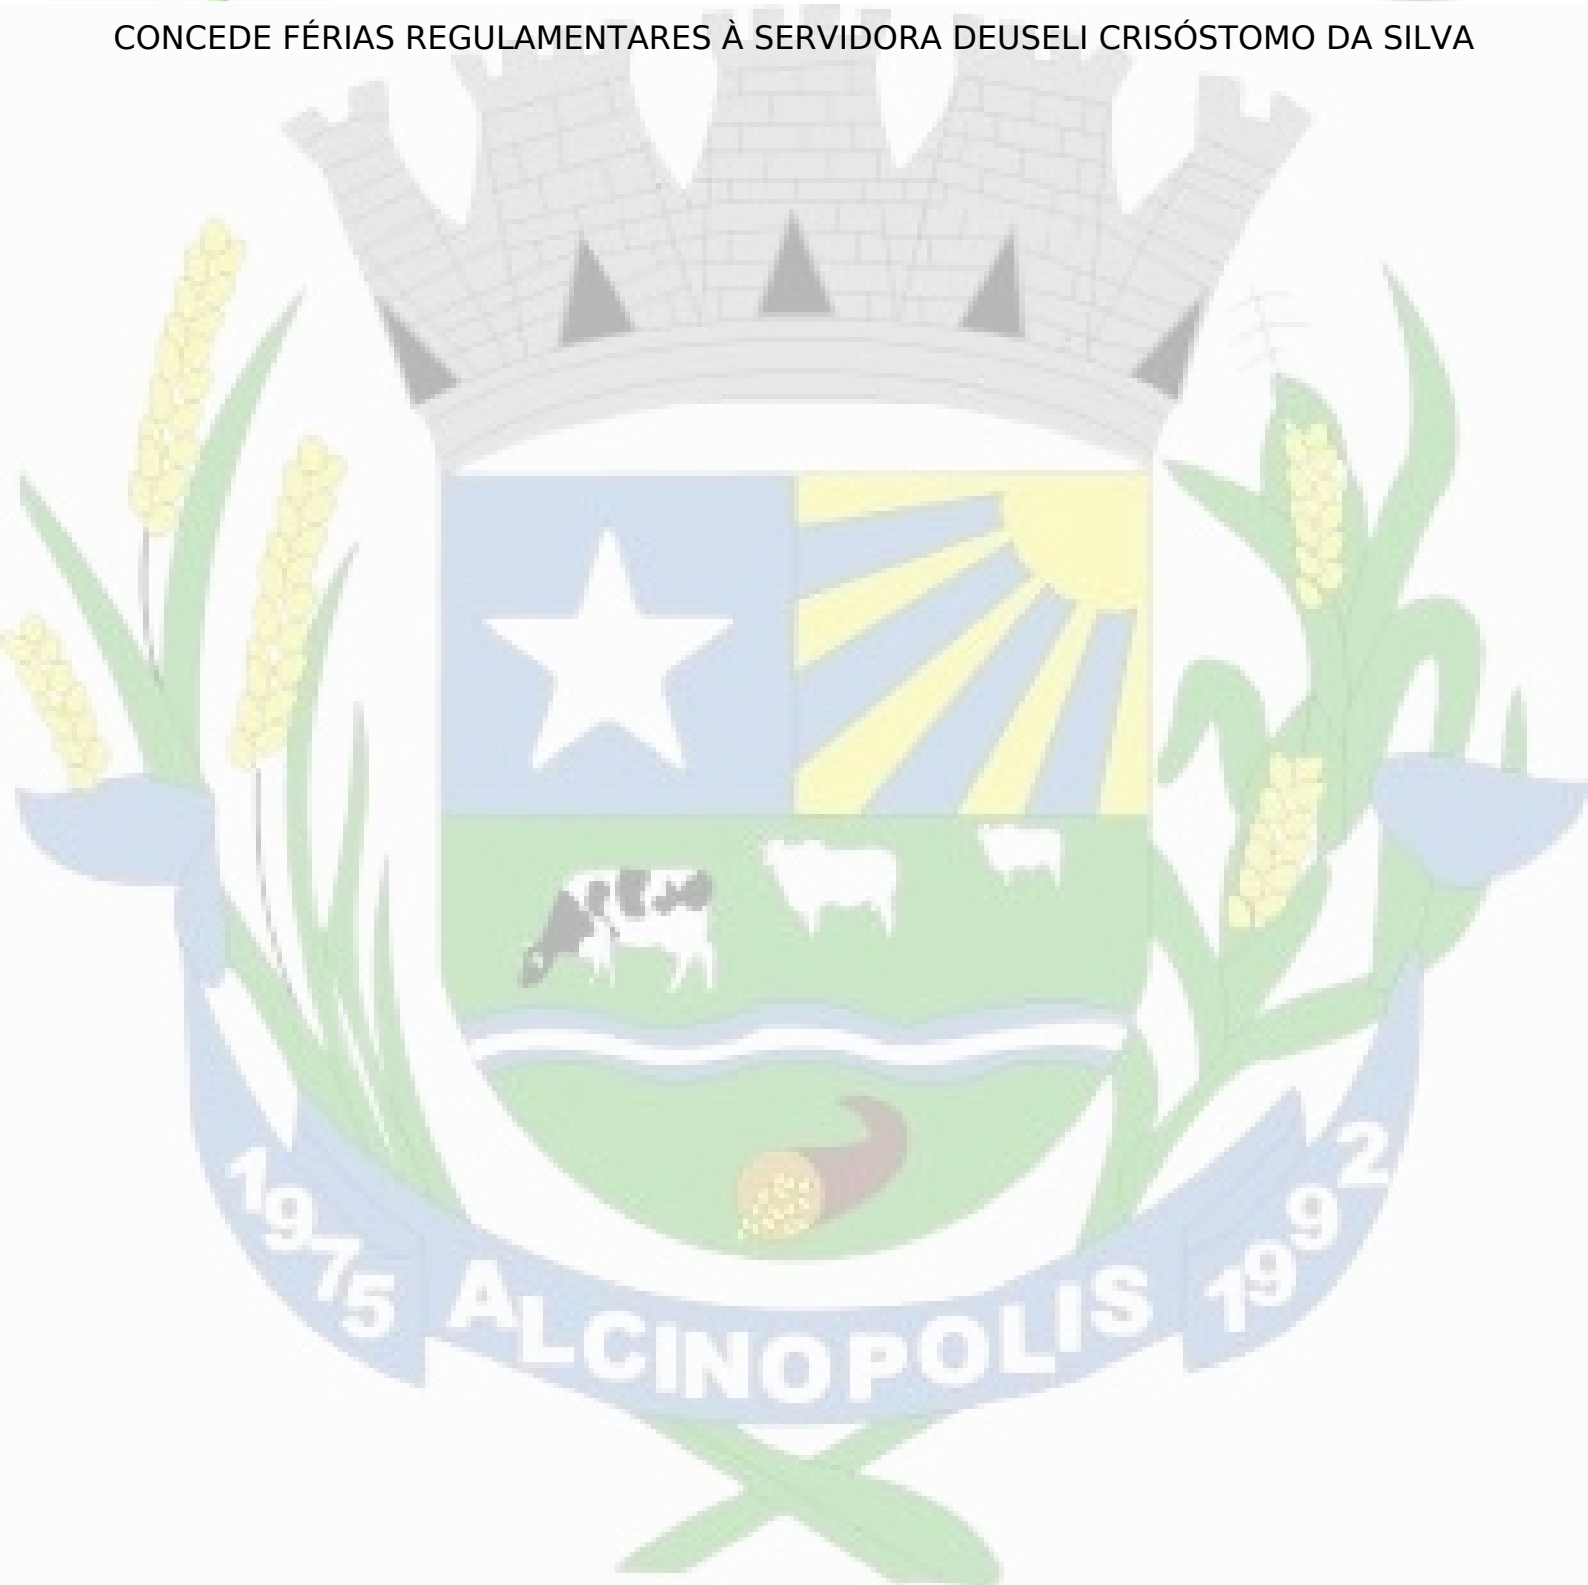 CONCEDE FÉRIAS REGULAMENTARES À SERVIDORA DEUSELI CRISÓSTOMO DA SILVA
1975 ALCINOPOLIS 1992